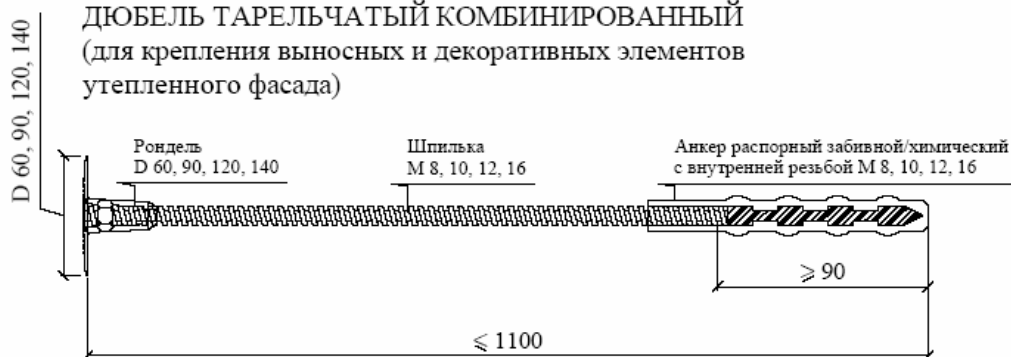 ДЮБЕЛЬ ТАРЕЛЬЧАТЫЙ КОМБИНИРОВАННЫЙ
(для крепления выносных и декоративных элементов
утепленного фасада)
D 60, 90, 120, 140
Рондель
D 60, 90, 120, 140
Шпилька
М 8, 10, 12, 16
Анкер распорный забивной/химический
с внутренней резьбой М 8, 10, 12, 16
⩾ 90
⩽ 1100